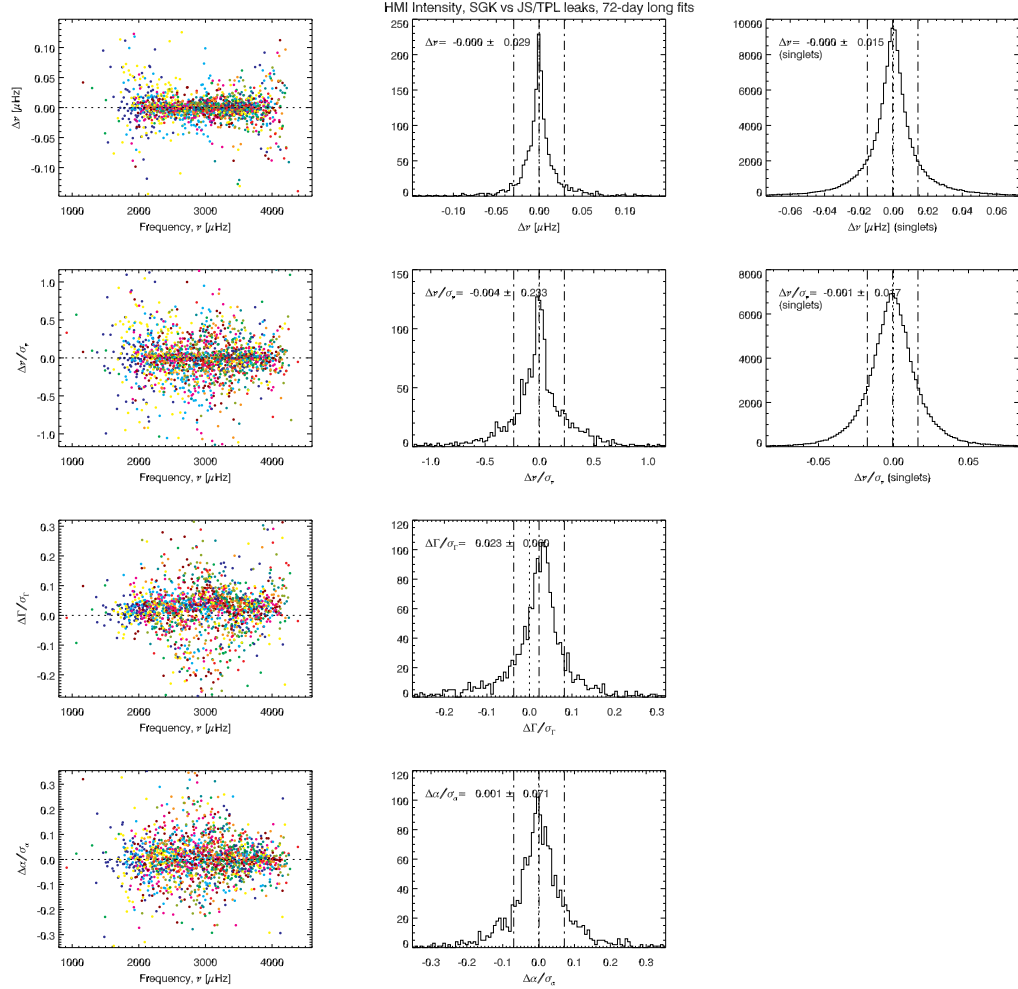 HMI Intensity, SGK vs JS/TPL leaks, 72-day long fits
0.10
0.05
0.00
-0.05
-0.10
Δν [μHz]
1000 2000 3000 4000
Frequency, ν [μHz]
Δν= -0.000 ± 0.029
250
200
150
100
50
0
-0.10 -0.05 0.00 0.05 0.10
Δν [μHz]
Δν= -0.000 ± 0.015
(singlets)
10000
8000
6000
4000
2000
0
-0.06 -0.04 -0.02 0.00 0.02 0.04 0.06
Δν [μHz] (singlets)
1.0
0.5
0.0
-0.5
-1.0
Δν/σᵥ
1000 2000 3000 4000
Frequency, ν [μHz]
Δν/σᵥ= -0.004 ± 0.233
150
100
50
0
-1.0 -0.5 0.0 0.5 1.0
Δν/σᵥ
Δν/σᵥ= -0.001 ± 0.017
(singlets)
8000
6000
4000
2000
0
-0.05 0.00 0.05
Δν/σᵥ (singlets)
0.3
0.2
0.1
0.0
-0.1
-0.2
ΔΓ/σ_Γ
1000 2000 3000 4000
Frequency, ν [μHz]
ΔΓ/σ_Γ= 0.023 ± 0.060
120
100
80
60
40
20
0
-0.2 -0.1 0.0 0.1 0.2 0.3
ΔΓ/σ_Γ
0.3
0.2
0.1
0.0
-0.1
-0.2
-0.3
Δα/σ_α
1000 2000 3000 4000
Frequency, ν [μHz]
Δα/σ_α= 0.001 ± 0.071
120
100
80
60
40
20
0
-0.3 -0.2 -0.1 0.0 0.1 0.2 0.3
Δα/σ_α